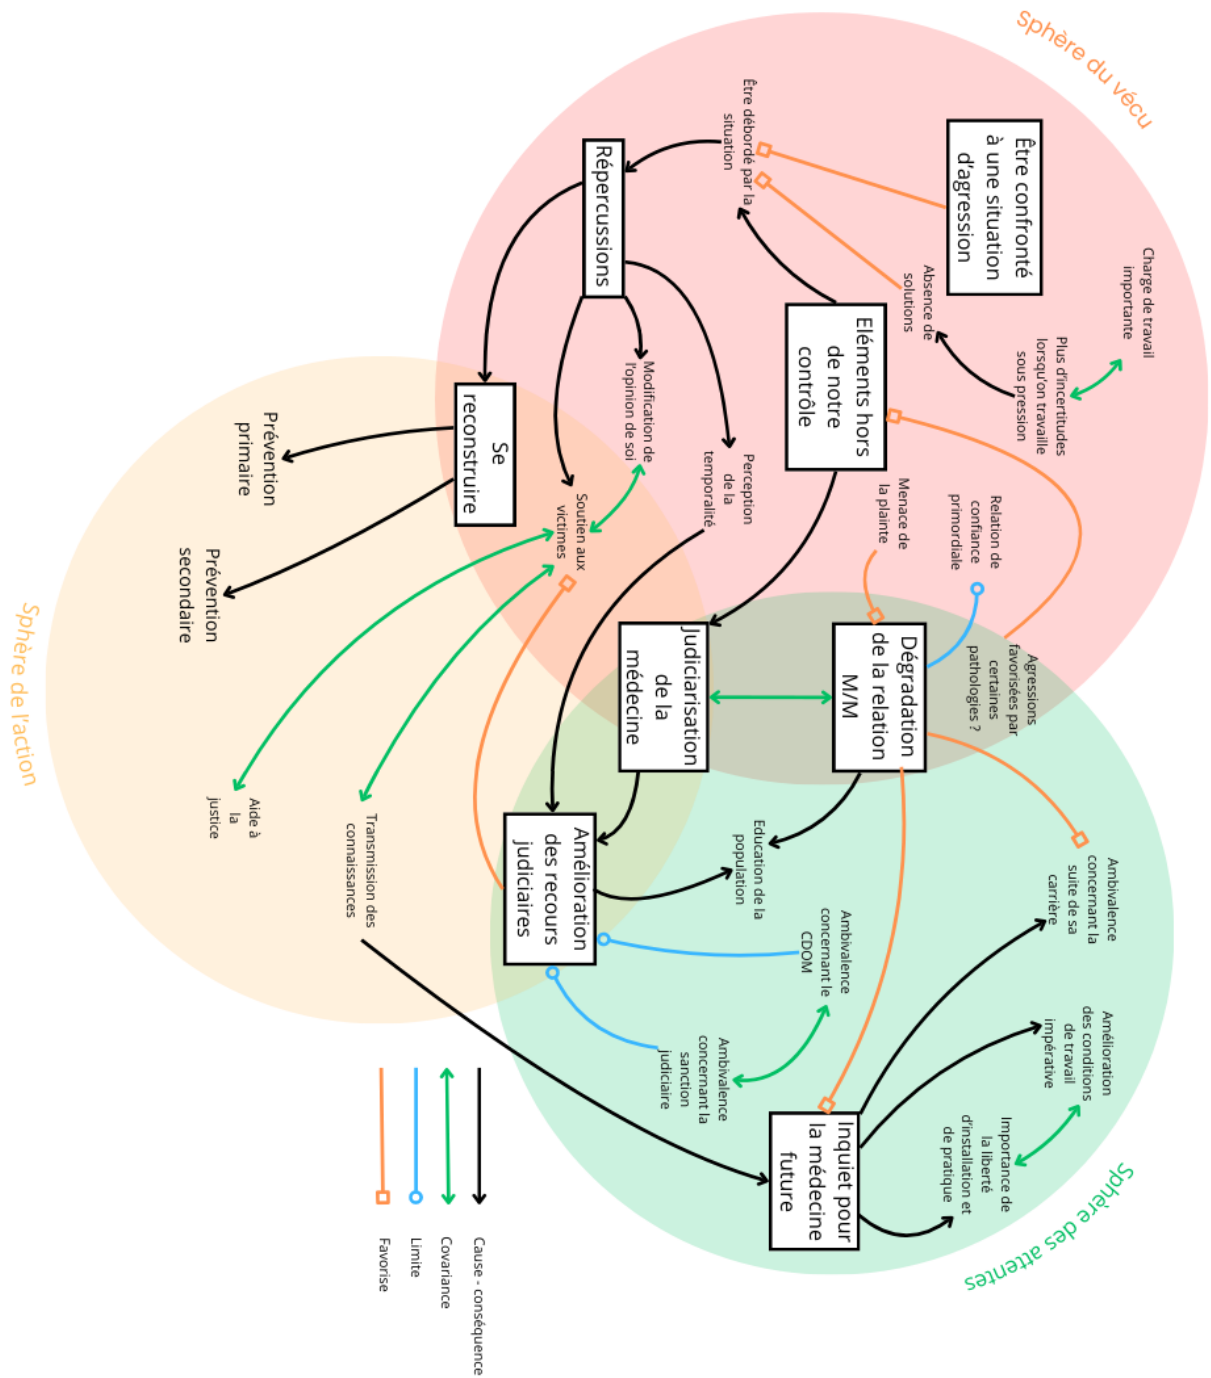 Sphère du vécu
Être confronté
à une situation
d'agression
Charge de travail
importante
Plus d'incertitudes
lorsqu'on travaille
sous pression
Absence de
solutions
Être débordé par la
situation
Eléments hors
de notre
contrôle
Répercussions
Modification de
l'opinion de soi
Perception
de la
temporalité
Menace de
la plainte
Relation de
confiance
primordiale
Agressions
favorisées par
certaines
pathologies ?
Dégradation
de la relation
M/M
Judiciarisation
de la
médecine
Soutien aux
victimes
Se
reconstruire
Prévention
primaire
Prévention
secondaire
Sphère de l'action
Aide à
la
justice
Transmission des
connaissances
Amélioration
des recours
judiciaires
Education de la
population
Ambivalence
concernant le
CDOM
Ambivalence
concernant la
sanction
judiciaire
Ambivalence
concernant la
suite de sa
carrière
Amélioration
des conditions
de travail
impérative
Importance de
la liberté
d'installation et
de pratique
Inquiet pour
la médecine
future
Sphère des attentes
Cause - conséquence
Covariance
Limite
Favorise